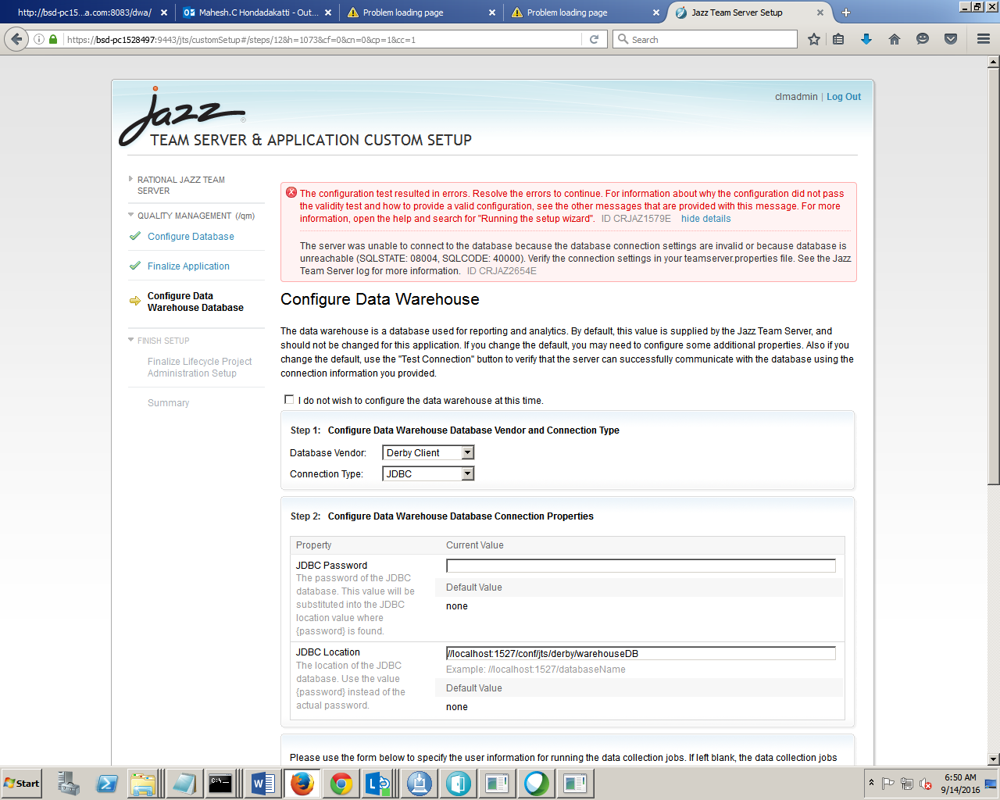 http://bsd-pc15...a.com:8083/dwa/
Mahesh.C Hondadakatti - Out...
Problem loading page
Problem loading page
Jazz Team Server Setup
https://bsd-pc1528497:9443/jts/customSetup#/steps/12&h=1073&cf=0&cn=0&cp=1&cc=1
Search
clmadmin | Log Out
jazz
TEAM SERVER & APPLICATION CUSTOM SETUP
RATIONAL JAZZ TEAM
SERVER
QUALITY MANAGEMENT (/qm)
Configure Database
Finalize Application
Configure Data
Warehouse Database
FINISH SETUP
Finalize Lifecycle Project
Administration Setup
Summary
The configuration test resulted in errors. Resolve the errors to continue. For information about why the configuration did not pass
the validity test and how to provide a valid configuration, see the other messages that are provided with this message. For more
information, open the help and search for "Running the setup wizard". ID CRJAZ1579E hide details
The server was unable to connect to the database because the database connection settings are invalid or because database is
unreachable (SQLSTATE: 08004, SQLCODE: 40000). Verify the connection settings in your teamserver.properties file. See the Jazz
Team Server log for more information. ID CRJAZ2654E
Configure Data Warehouse
The data warehouse is a database used for reporting and analytics. By default, this value is supplied by the Jazz Team Server, and
should not be changed for this application. If you change the default, you may need to configure some additional properties. Also if you
change the default, use the "Test Connection" button to verify that the server can successfully communicate with the database using the
connection information you provided.
I do not wish to configure the data warehouse at this time.
Step 1: Configure Data Warehouse Database Vendor and Connection Type
Database Vendor: Derby Client
Connection Type: JDBC
Step 2: Configure Data Warehouse Database Connection Properties
Property Current Value
JDBC Password
The password of the JDBC
database. This value will be
substituted into the JDBC
location value where
{password} is found.
Default Value
none
JDBC Location
The location of the JDBC
database. Use the value
{password} instead of the
actual password.
//localhost:1527/conf/jts/derby/warehouseDB
Example: //localhost:1527/databaseName
Default Value
none
Please use the form below to specify the user information for running the data collection jobs. If left blank, the data collection jobs
Start
6:50 AM
9/14/2016